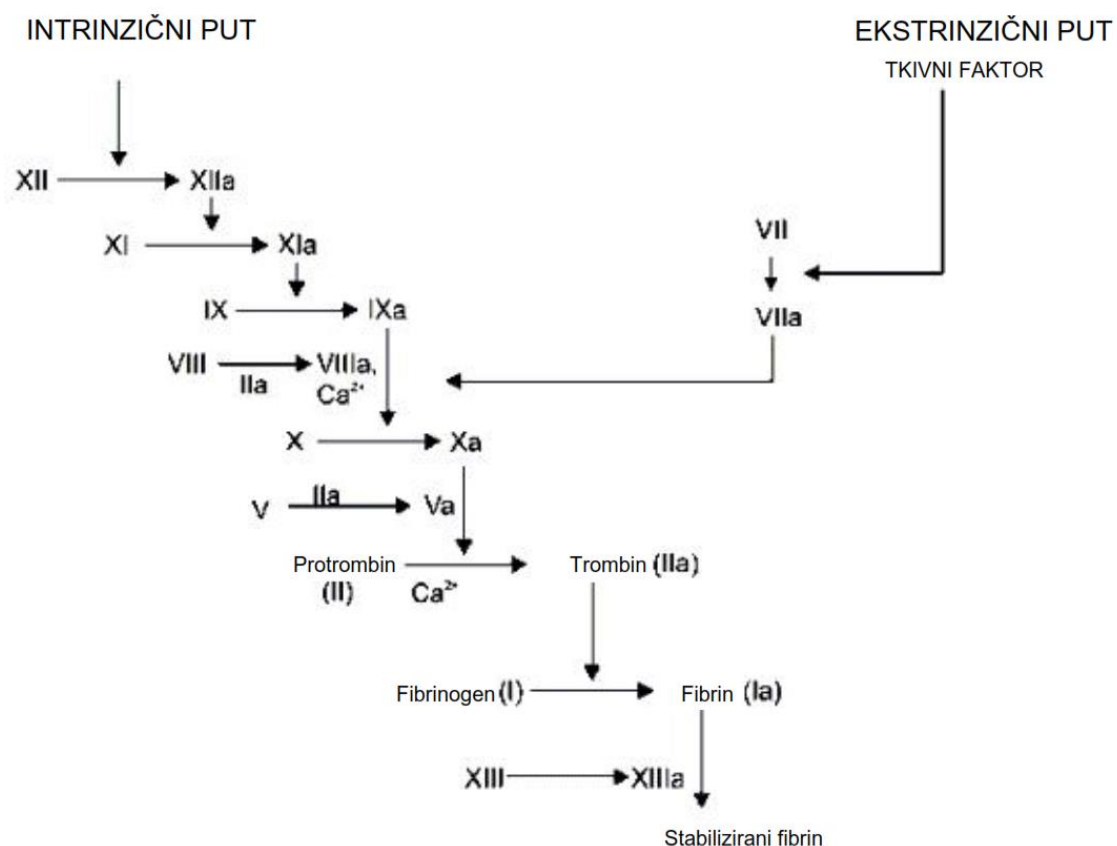 INTRINZIČNI PUT
EKSTRINZIČNI PUT
TKIVNI FAKTOR
XII
XIIa
XI
XIa
VII
IX
IXa
VIIa
VIII
VIIIa,
IIa
Ca²⁺
X
Xa
IIa
V
Va
Protrombin
Trombin (IIa)
(II)
Ca²⁺
Fibrinogen (I)
Fibrin (Ia)
XIII
XIIIa
Stabilizirani fibrin